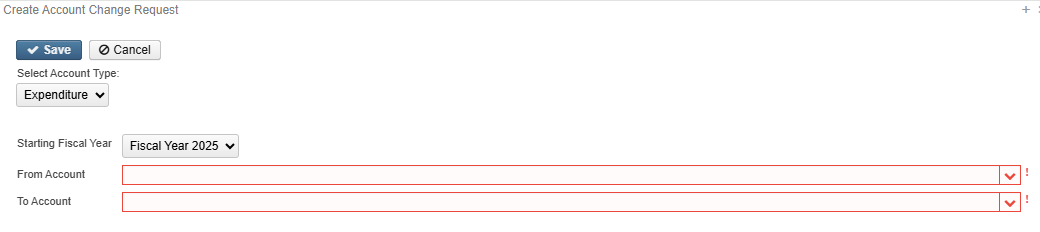 Create Account Change Request +
Save Cancel
Select Account Type:
Expenditure
Starting Fiscal Year Fiscal Year 2025
From Account !
To Account !